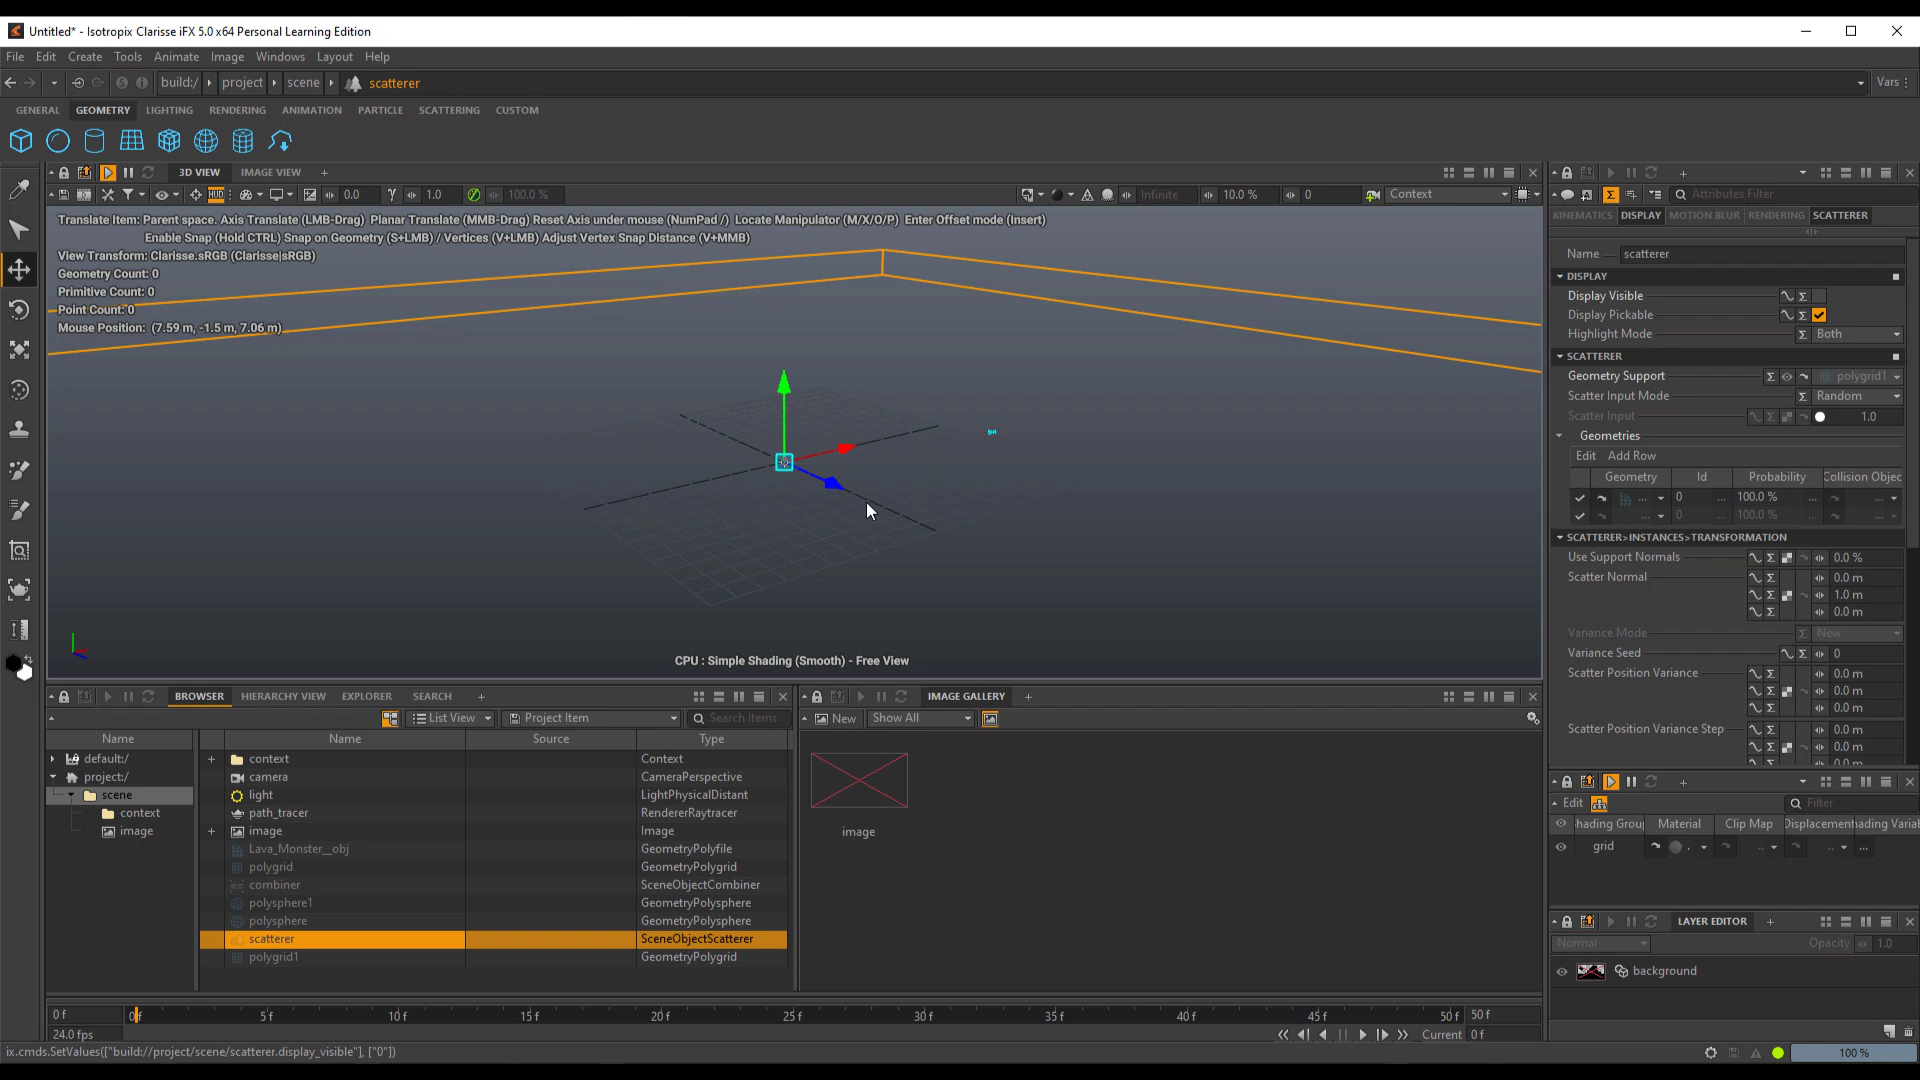 Untitled* - Isotropix Clarisse iFX 5.0 x64 Personal Learning Edition
File Edit Create Tools Animate Image Windows Layout Help
build:/ project scene scatterer Vars
GENERAL GEOMETRY LIGHTING RENDERING ANIMATION PARTICLE SCATTERING CUSTOM
3D VIEW IMAGE VIEW +
HUD 0.0 γ 1.0 100.0 % Infinite 10.0 % 0 Context
Translate Item: Parent space. Axis Translate (LMB-Drag) Planar Translate (MMB-Drag) Reset Axis under mouse (NumPad /) Locate Manipulator (M/X/O/P) Enter Offset mode (Insert)
Enable Snap (Hold CTRL) Snap on Geometry (S+LMB) / Vertices (V+LMB) Adjust Vertex Snap Distance (V+MMB)
View Transform: Clarisse.sRGB (Clarisse|sRGB)
Geometry Count: 0
Primitive Count: 0
Point Count: 0
Mouse Position: (7.59 m, -1.5 m, 7.06 m)
CPU : Simple Shading (Smooth) - Free View
Attributes Filter
KINEMATICS DISPLAY MOTION BLUR RENDERING SCATTERER
Name scatterer
DISPLAY
Display Visible
Display Pickable
Highlight Mode Both
SCATTERER
Geometry Support polygrid1
Scatter Input Mode Random
Scatter Input 1.0
Geometries
Edit Add Row
Geometry Id Probability Collision Objec
... 0 ... 100.0 % ... ...
... 0 ... 100.0 % ... ...
SCATTERER>INSTANCES>TRANSFORMATION
Use Support Normals 0.0 %
Scatter Normal 0.0 m
1.0 m
0.0 m
Variance Mode New
Variance Seed 0
Scatter Position Variance 0.0 m
0.0 m
0.0 m
Scatter Position Variance Step 0.0 m
0.0 m
0.0 m
BROWSER HIERARCHY VIEW EXPLORER SEARCH +
List View Project Item Search Items
Name Name Source Type
default:/
project:/
scene
context
image
+ context Context
camera CameraPerspective
light LightPhysicalDistant
path_tracer RendererRaytracer
+ image Image
Lava_Monster__obj GeometryPolyfile
polygrid GeometryPolygrid
combiner SceneObjectCombiner
polysphere1 GeometryPolysphere
polysphere GeometryPolysphere
scatterer SceneObjectScatterer
polygrid1 GeometryPolygrid
IMAGE GALLERY +
New Show All
image
Edit Filter
hading Grou Material Clip Map Displacement hading Varial
grid . .. .. ...
LAYER EDITOR +
Normal Opacity 1.0
background
0 f 0f 5f 10 f 15 f 20 f 25 f 30 f 35 f 40 f 45 f 50 f 50 f
24.0 fps Current 0 f
ix.cmds.SetValues(["build://project/scene/scatterer.display_visible"], ["0"])
100 %